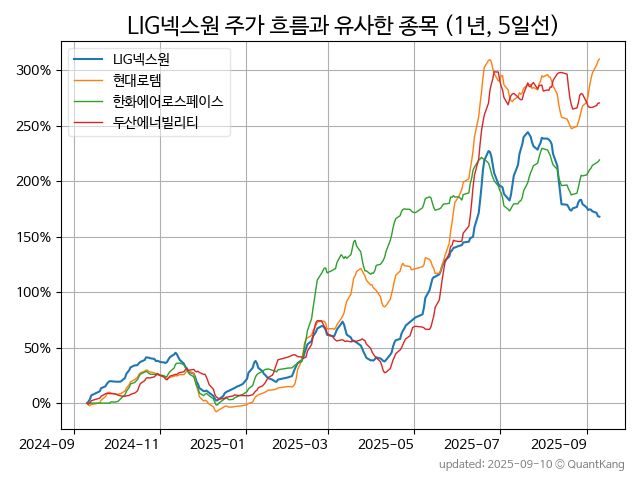 LIG넥스원 주가 흐름과 유사한 종목 (1년, 5일선)
LIG넥스원
현대로템
한화에어로스페이스
두산에너빌리티
300%
250%
200%
150%
100%
50%
0%
2024-09 2024-11 2025-01 2025-03 2025-05 2025-07 2025-09
updated: 2025-09-10 © QuantKang